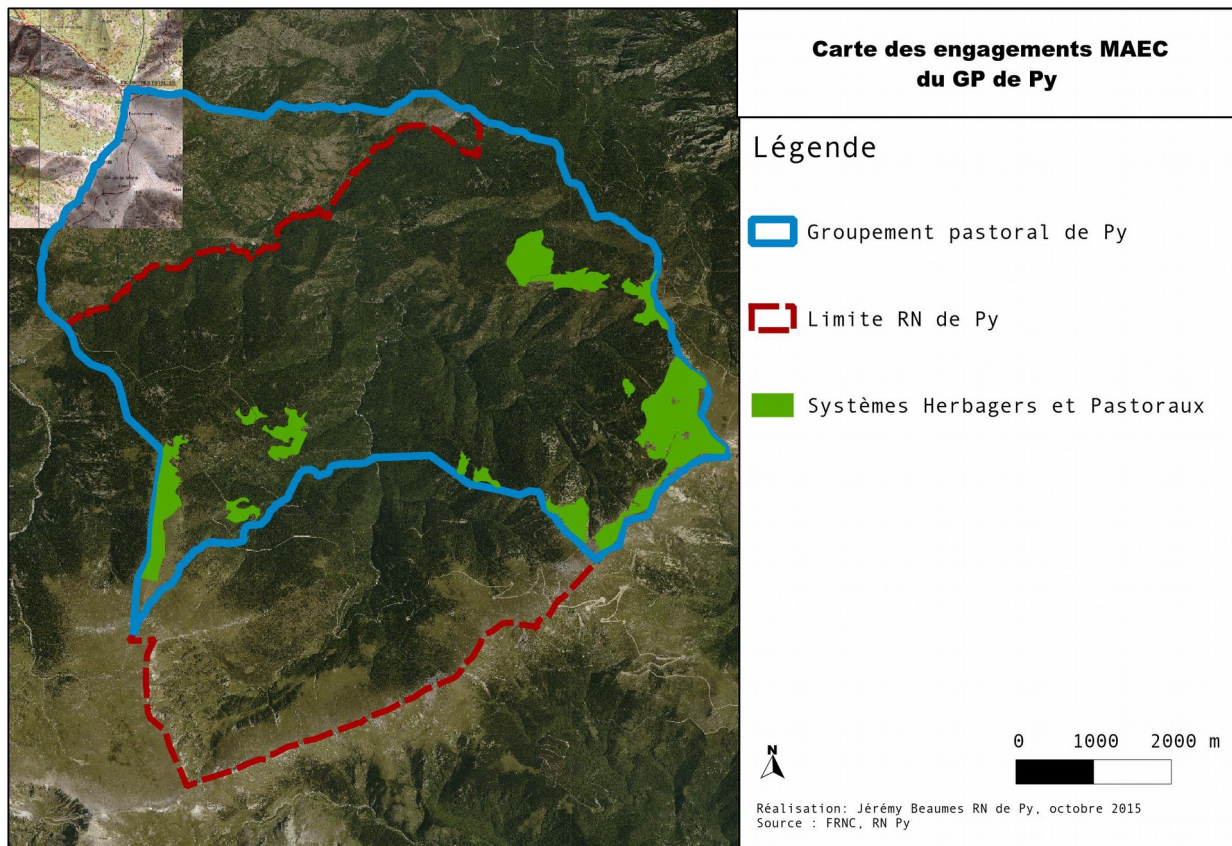 Carte des engagements MAEC
du GP de Py
Légende
Groupement pastoral de Py
Limite RN de Py
Systèmes Herbagers et Pastoraux
N
0 1000 2000 m
Réalisation: Jérémy Beaumes RN de Py, octobre 2015
Source : FRNC, RN Py